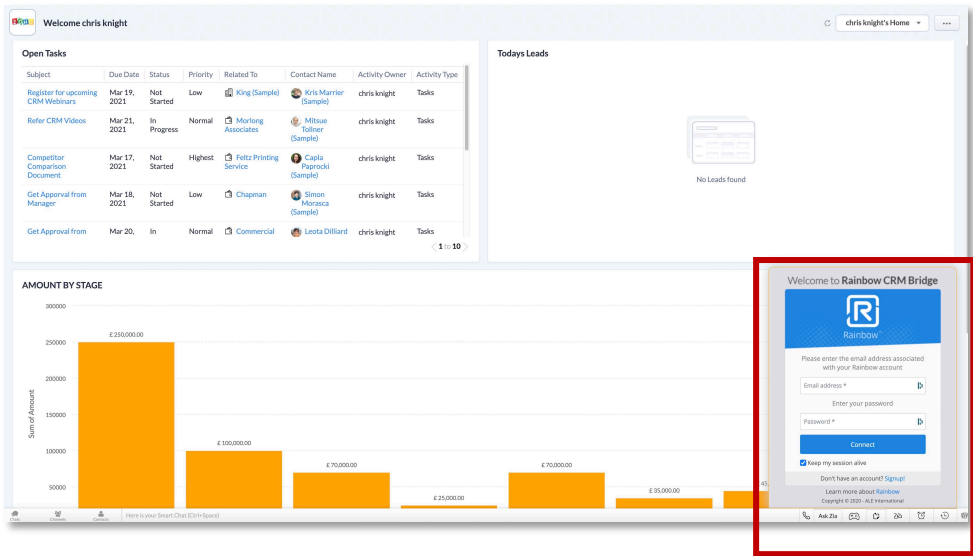 ZOHO
Welcome chris knight
chris knight's Home
Open Tasks
Subject Due Date Status Priority Related To Contact Name Activity Owner Activity Type
Register for upcoming CRM Webinars Mar 19, 2021 Not Started Low King (Sample) Kris Marrier (Sample) chris knight Tasks
Refer CRM Videos Mar 21, 2021 In Progress Normal Morlong Associates Mitsue Tollner (Sample) chris knight Tasks
Competitor Comparison Document Mar 17, 2021 Not Started Highest Feltz Printing Service Capla Paprocki (Sample) chris knight Tasks
Get Apporval from Manager Mar 18, 2021 Not Started Low Chapman Simon Morasca (Sample) chris knight Tasks
Get Approval from Mar 20, In Normal Commercial Leota Dilliard chris knight Tasks
1 to 10
Todays Leads
No Leads found
AMOUNT BY STAGE
Sum of Amount
300000
250000
200000
150000
100000
50000
£ 250,000.00
£ 100,000.00
£ 70,000.00
£ 25,000.00
£ 70,000.00
£ 35,000.00
45,
Welcome to Rainbow CRM Bridge
R
Rainbow™
Please enter the email address associated
with your Rainbow account
Email address *
Enter your password
Password *
Connect
Keep my session alive
Don't have an account? Signup!
Learn more about Rainbow
Copyright © 2020 - ALE International
Chats Channels Contacts Here is your Smart Chat (Ctrl+Space) Ask Zia